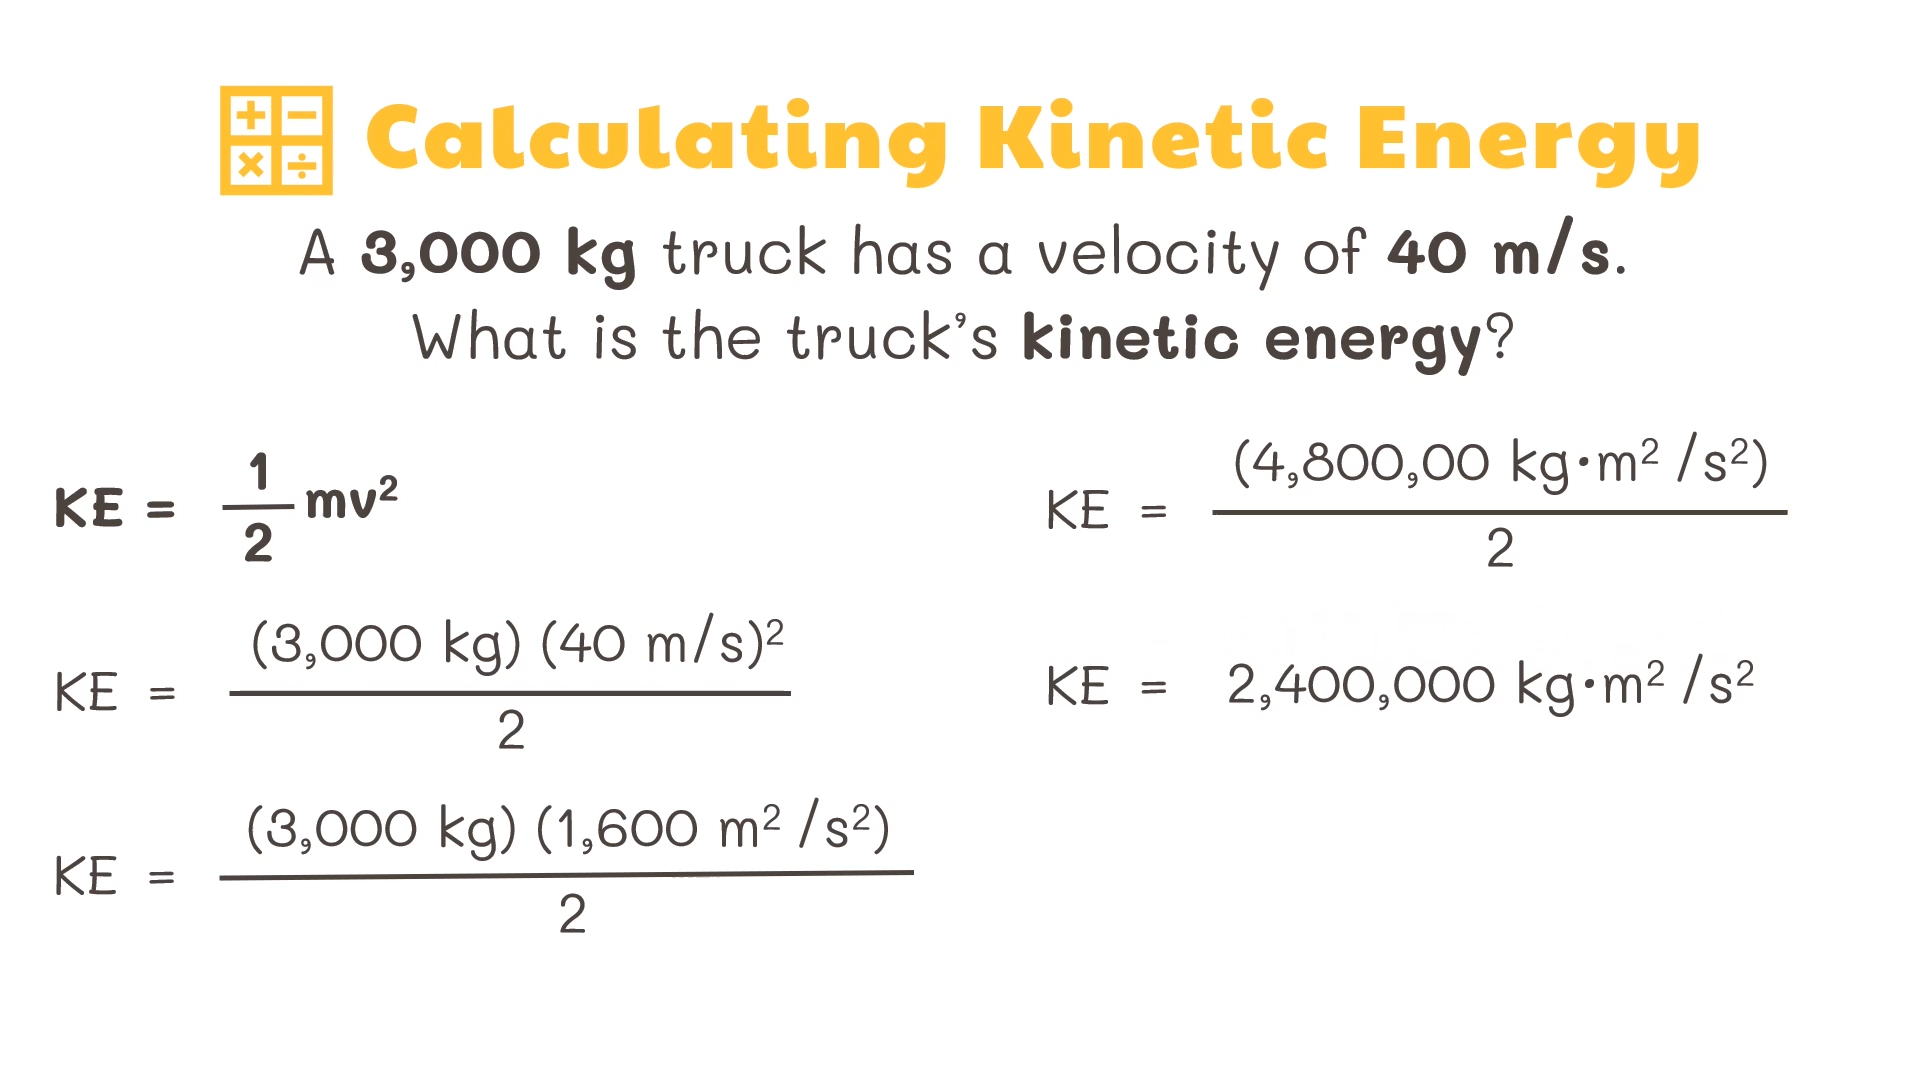 Calculating Kinetic Energy
A 3,000 kg truck has a velocity of 40 m/s.
What is the truck’s kinetic energy?
KE = 1/2 mv²
KE = (3,000 kg) (40 m/s)² / 2
KE = (3,000 kg) (1,600 m² /s²) / 2
KE = (4,800,00 kg·m² /s²) / 2
KE = 2,400,000 kg·m² /s²